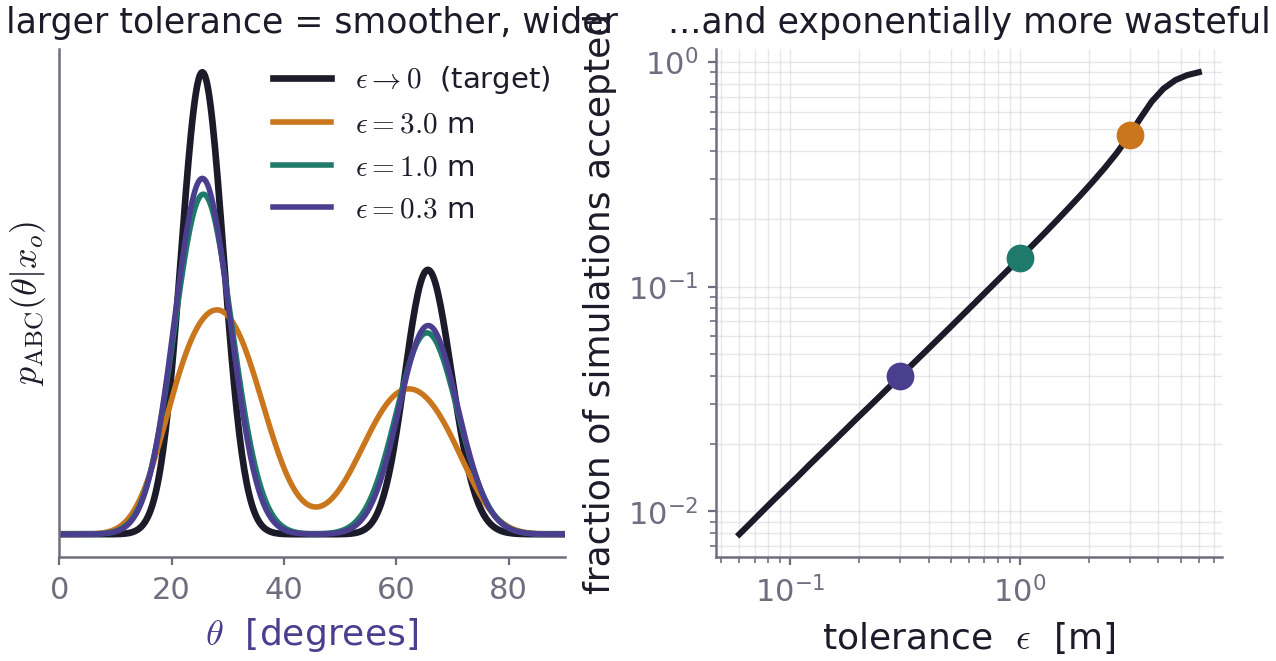 larger tolerance = smoother, wider
ϵ → 0 (target)
ϵ = 3.0 m
ϵ = 1.0 m
ϵ = 0.3 m
p_ABC(θ|x_o)
0 20 40 60 80
θ [degrees]
...and exponentially more wasteful
fraction of simulations accepted
10⁰
10⁻¹
10⁻²
10⁻¹ 10⁰
tolerance ϵ [m]